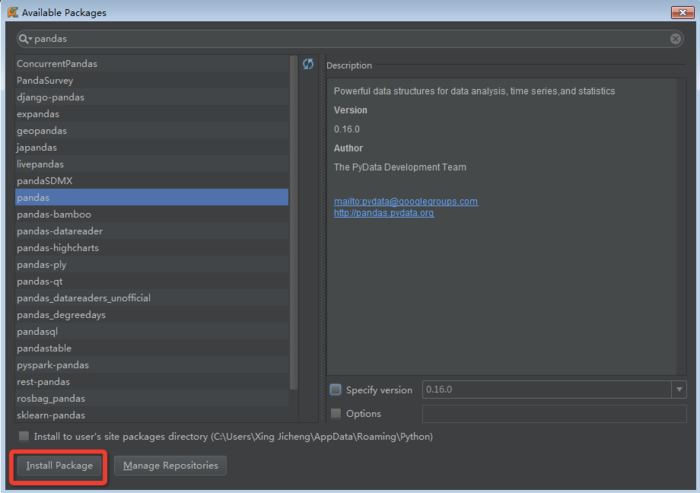 Available Packages
pandas
ConcurrentPandas
PandaSurvey
django-pandas
expandas
geopandas
japandas
livepandas
pandaSDMX
pandas
pandas-bamboo
pandas-datareader
pandas-highcharts
pandas-ply
pandas-qt
pandas_datareaders_unofficial
pandas_degreedays
pandasql
pandastable
pyspark-pandas
rest-pandas
rosbag_pandas
sklearn-pandas
Description
Powerful data structures for data analysis, time series,and statistics
Version
0.16.0
Author
The PyData Development Team
mailto:pydata@googlegroups.com
http://pandas.pydata.org
Specify version 0.16.0
Options
Install to user's site packages directory (C:\Users\Xing Jicheng\AppData\Roaming\Python)
Install Package Manage Repositories